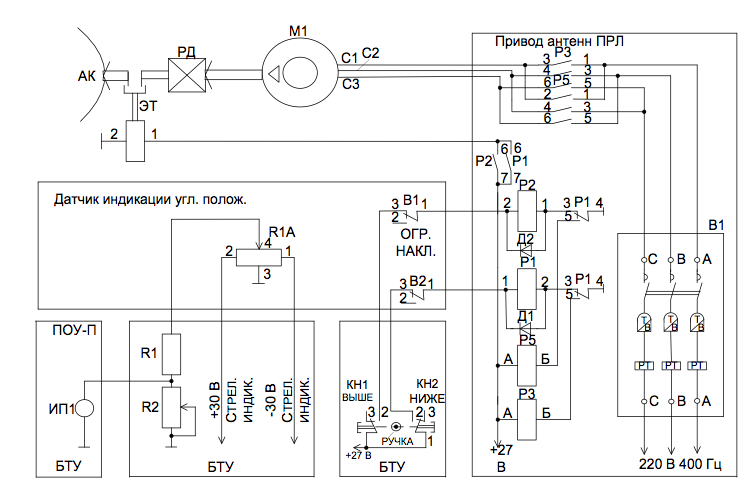 Привод антенн ПРЛ
М1
РД
АК
С1
С2
С3
Р3
3
1
4
3
6
Р5
5
2
1
4
3
6
5
ЭТ
2
1
6
6
Р2
Р1
7
7
Датчик индикации угл. полож.
3
В1
1
2
ОГР.
НАКЛ.
Р2
2
1
3
Р1
4
5
Д2
В1
R1А
4
2
1
3
3
В2
1
2
Р1
1
2
3
Р1
4
5
Д1
С
В
А
Т
В
Т
В
Т
В
РТ
РТ
РТ
С
В
А
ПОУ-П
ИП1
БТУ
R1
R2
+30 В
СТРЕЛ.
ИНДИК.
-30 В
СТРЕЛ.
ИНДИК.
БТУ
КН1
ВЫШЕ
КН2
НИЖЕ
3
2
2
3
РУЧКА
1
+27 В
БТУ
Р5
А
Б
Р3
А
Б
+27
В
220 В 400 Гц